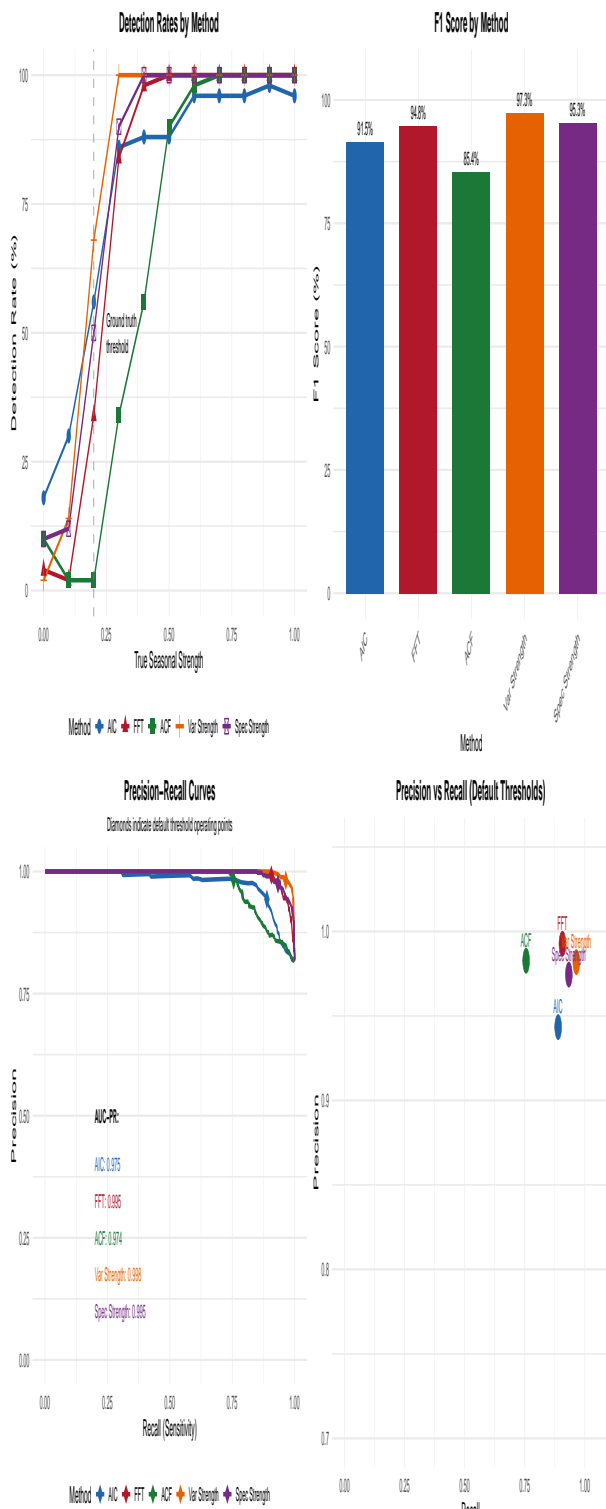 Detection Rates by Method
100
75
50
25
0
Detection Rate (%)
Ground truth
threshold
0.00 0.25 0.50 0.75 1.00
True Seasonal Strength
Method AIC FFT ACF Var Strength Spec Strength
F1 Score by Method
100
75
50
25
0
F1 Score (%)
91.5% 94.8% 85.4% 97.3% 95.3%
AIC FFT ACF Var Strength Spec Strength
Method
Precision–Recall Curves
Diamonds indicate default threshold operating points
1.00
0.75
0.50
0.25
0.00
Precision
AUC–PR:
AIC: 0.975
FFT: 0.995
ACF: 0.974
Var Strength: 0.998
Spec Strength: 0.995
0.00 0.25 0.50 0.75 1.00
Recall (Sensitivity)
Method AIC FFT ACF Var Strength Spec Strength
Precision vs Recall (Default Thresholds)
1.0
0.9
0.8
0.7
Precision
FFT
ACF
Var Strength
Spec Strength
AIC
0.00 0.25 0.50 0.75 1.00
Recall